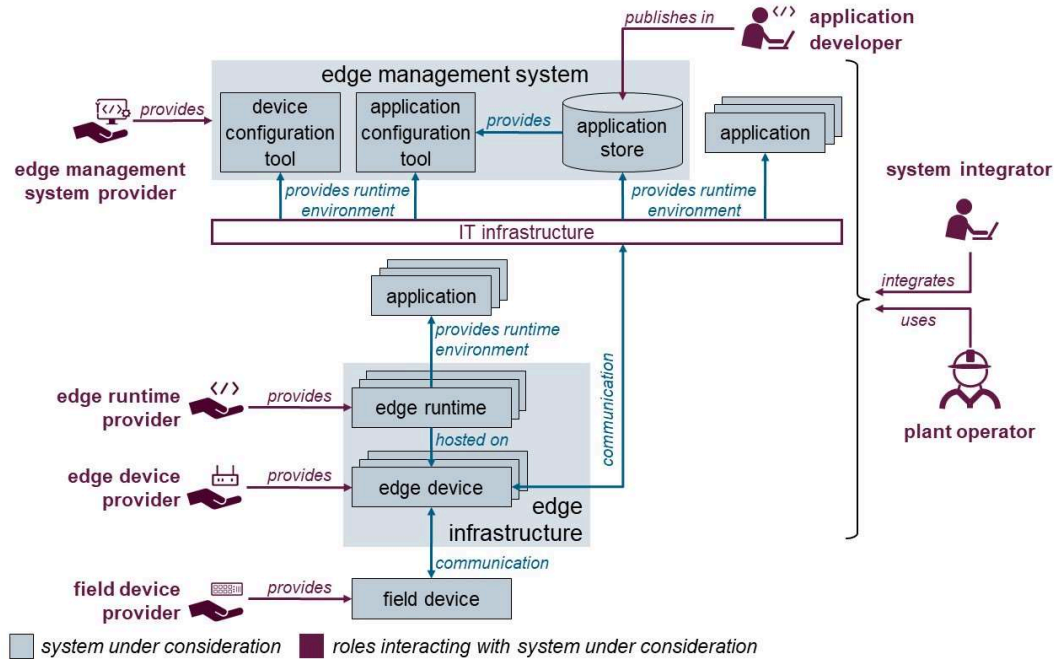 publishes in
</>
application
developer
edge management system
provides
</>
device
configuration
tool
application
configuration
tool
provides
application
store
application
edge management
system provider
system integrator
provides runtime
environment
provides runtime
environment
IT infrastructure
application
integrates
uses
provides runtime
environment
communication
edge runtime
provider
</>
provides
edge runtime
plant operator
hosted on
edge device
provider
provides
edge device
edge
infrastructure
communication
field device
provider
provides
field device
system under consideration
roles interacting with system under consideration